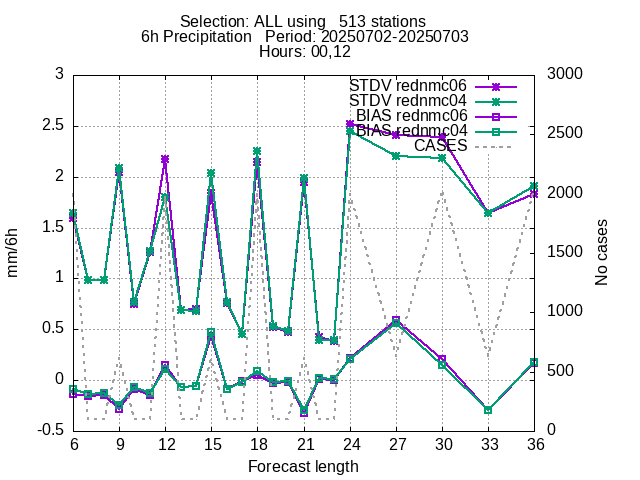 Selection: ALL using   513 stations
6h Precipitation   Period: 20250702-20250703
Hours: 00,12
3
2.5
2
1.5
1
0.5
0
-0.5
3000
2500
2000
1500
1000
500
0
STDV rednmc06
STDV rednmc04
BIAS rednmc06
BIAS rednmc04
CASES
mm/6h
No cases
6 9 12 15 18 21 24 27 30 33 36
Forecast length